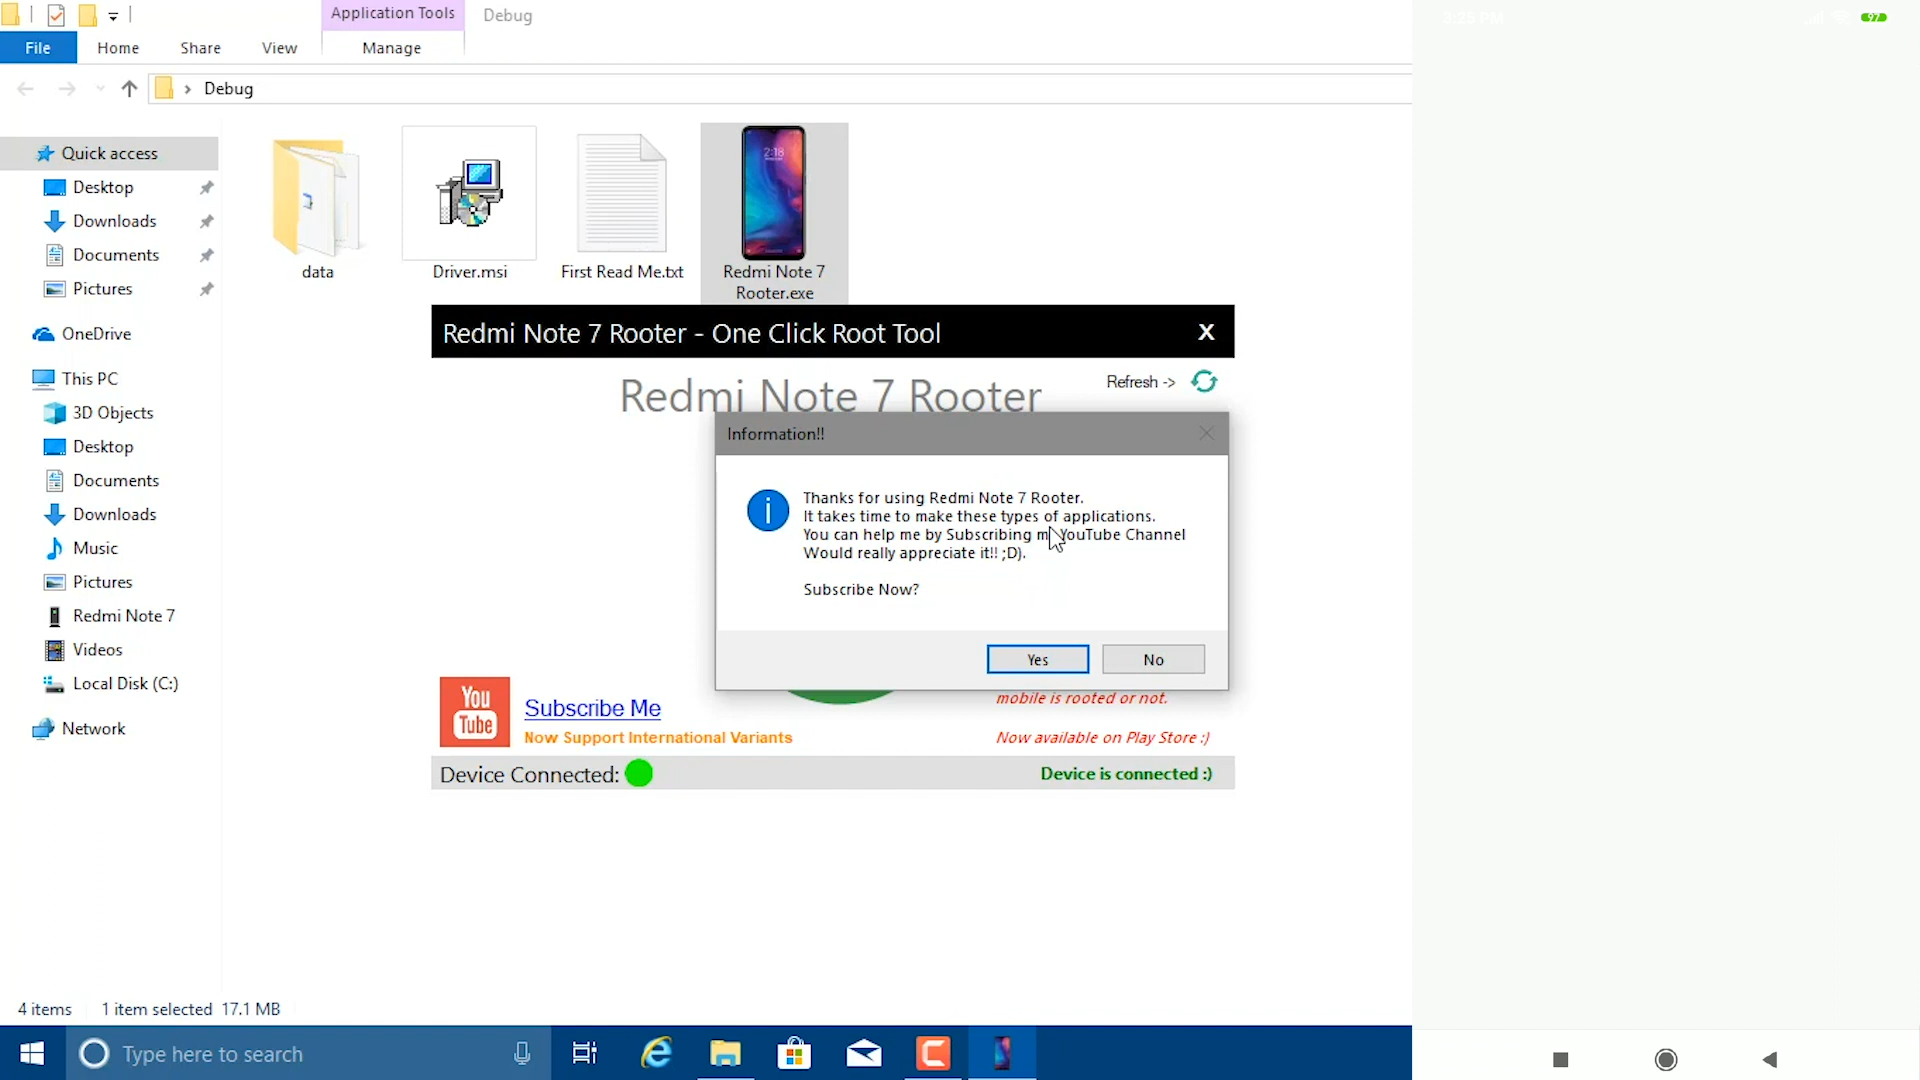 Application Tools
Debug
File
Home
Share
View
Manage
Debug
Quick access
Desktop
Downloads
Documents
Pictures
OneDrive
This PC
3D Objects
Desktop
Documents
Downloads
Music
Pictures
Redmi Note 7
Videos
Local Disk (C:)
Network
2:18
data
Driver.msi
First Read Me.txt
Redmi Note 7
Rooter.exe
Redmi Note 7 Rooter - One Click Root Tool
X
Redmi Note 7 Rooter
Refresh ->
Information!!
Thanks for using Redmi Note 7 Rooter.
It takes time to make these types of applications.
You can help me by Subscribing my YouTube Channel
Would really appreciate it!! ;D).
Subscribe Now?
Yes
No
You
Tube
Subscribe Me
Now Support International Variants
mobile is rooted or not.
Now available on Play Store :)
Device Connected:
Device is connected :)
4 items
1 item selected 17.1 MB
Type here to search
3:25 PM
97